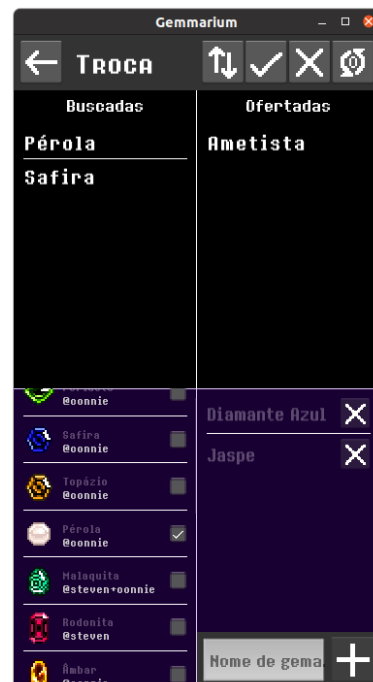 Gemmarium
Troca
Buscadas
Ofertadas
Pérola
Safira
Ametista
@connie
Safira
@connie
Topázio
@connie
Pérola
@connie
Malaquita
@steven+connie
Rodonita
@steven
Âmbar
Diamante Azul
Jaspe
Nome de gema